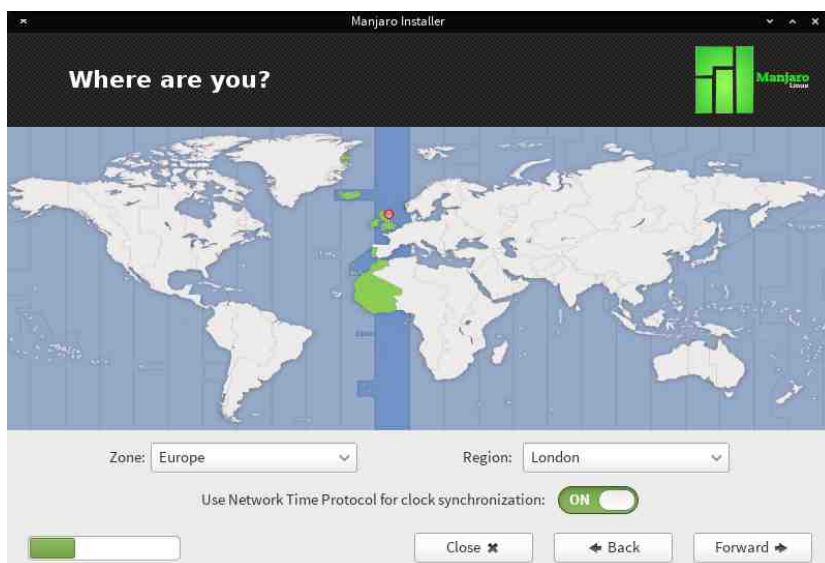 Manjaro Installer
Where are you?
Manjaro
Linux
Zone: Europe Region: London
Use Network Time Protocol for clock synchronization: ON
Close Back Forward